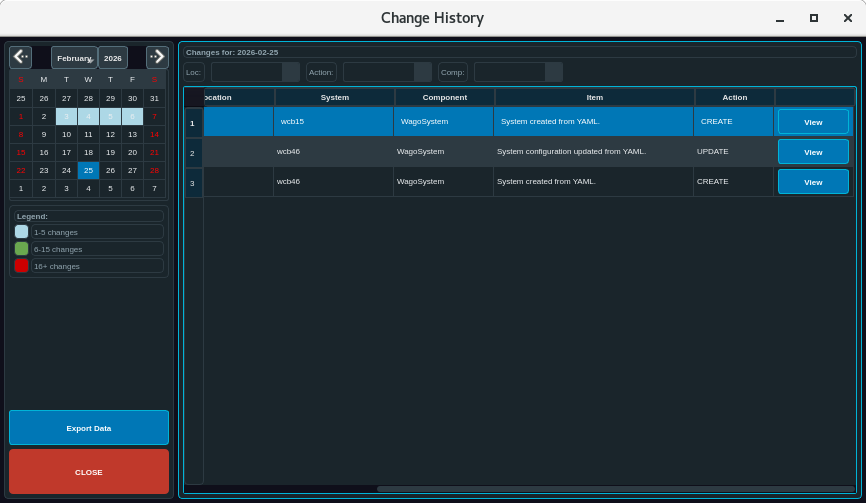 Change History
February 2026
Changes for: 2026-02-25
Loc: Action: Comp:
S M T W T F S
25 26 27 28 29 30 31
1 2 3 4 5 6 7
8 9 10 11 12 13 14
15 16 17 18 19 20 21
22 23 24 25 26 27 28
1 2 3 4 5 6 7
Legend:
1-5 changes
6-15 changes
16+ changes
Export Data
CLOSE
ocation System Component Item Action
1 wcb15 WagoSystem System created from YAML. CREATE View
2 wcb46 WagoSystem System configuration updated from YAML. UPDATE View
3 wcb46 WagoSystem System created from YAML. CREATE View